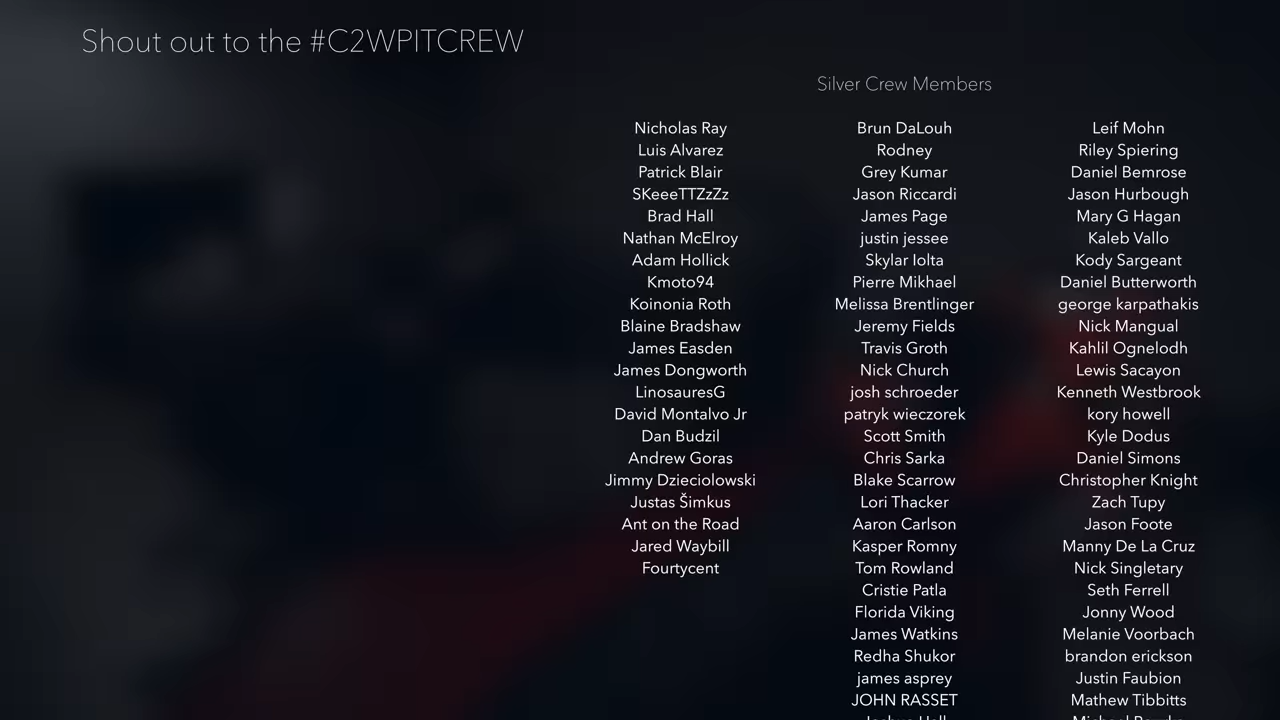 Shout out to the #C2WPITCREW
Silver Crew Members
Nicholas Ray
Luis Alvarez
Patrick Blair
SKeeeTTZzZz
Brad Hall
Nathan McElroy
Adam Hollick
Kmoto94
Koinonia Roth
Blaine Bradshaw
James Easden
James Dongworth
LinosauresG
David Montalvo Jr
Dan Budzil
Andrew Goras
Jimmy Dzieciolowski
Justas Šimkus
Ant on the Road
Jared Waybill
Fourtycent
Brun DaLouh
Rodney
Grey Kumar
Jason Riccardi
James Page
justin jessee
Skylar Iolta
Pierre Mikhael
Melissa Brentlinger
Jeremy Fields
Travis Groth
Nick Church
josh schroeder
patryk wieczorek
Scott Smith
Chris Sarka
Blake Scarrow
Lori Thacker
Aaron Carlson
Kasper Romny
Tom Rowland
Cristie Patla
Florida Viking
James Watkins
Redha Shukor
james asprey
JOHN RASSET
Leif Mohn
Riley Spiering
Daniel Bemrose
Jason Hurbough
Mary G Hagan
Kaleb Vallo
Kody Sargeant
Daniel Butterworth
george karpathakis
Nick Mangual
Kahlil Ognelodh
Lewis Sacayon
Kenneth Westbrook
kory howell
Kyle Dodus
Daniel Simons
Christopher Knight
Zach Tupy
Jason Foote
Manny De La Cruz
Nick Singletary
Seth Ferrell
Jonny Wood
Melanie Voorbach
brandon erickson
Justin Faubion
Mathew Tibbitts